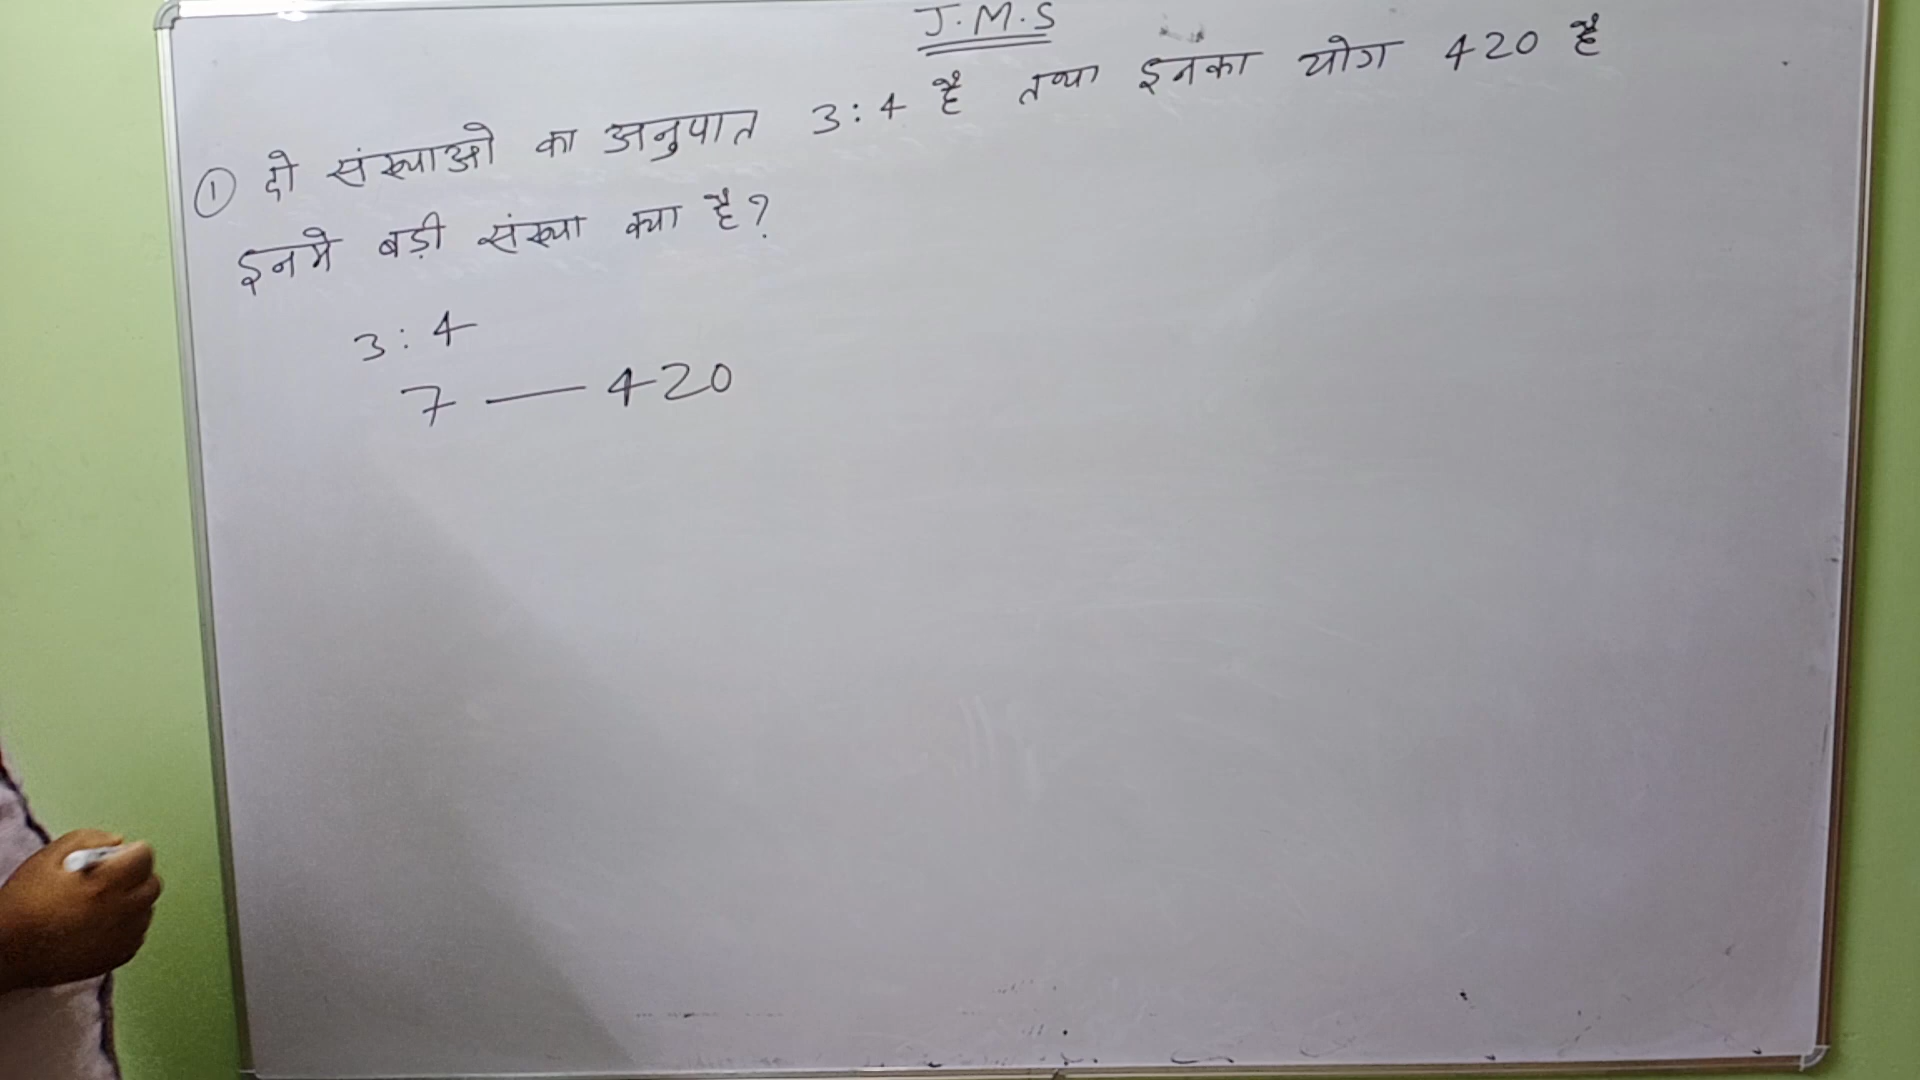 J.M.S
① दो संख्याओ का अनुपात 3:4 है तथा इनका योग 420 है
इनमे बड़ी संख्या क्या है?
3:4
7 — 420